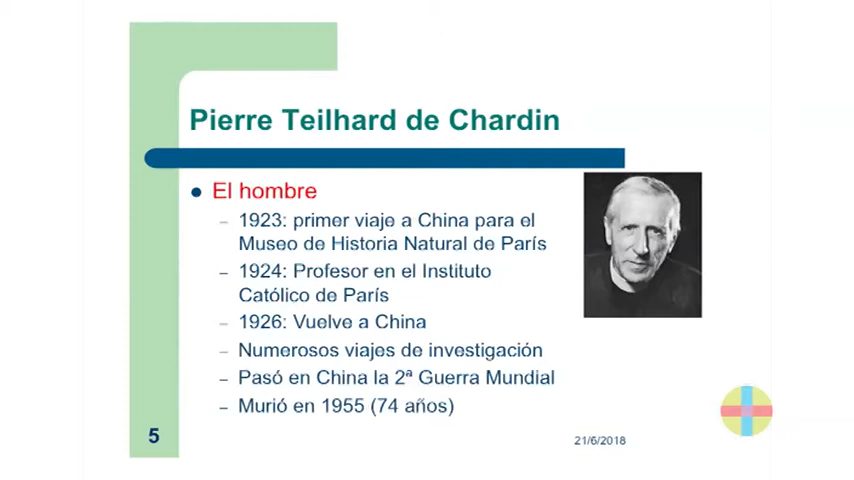 Pierre Teilhard de Chardin
● El hombre
– 1923: primer viaje a China para el
Museo de Historia Natural de París
– 1924: Profesor en el Instituto
Católico de París
– 1926: Vuelve a China
– Numerosos viajes de investigación
– Pasó en China la 2ª Guerra Mundial
– Murió en 1955 (74 años)
5
21/6/2018